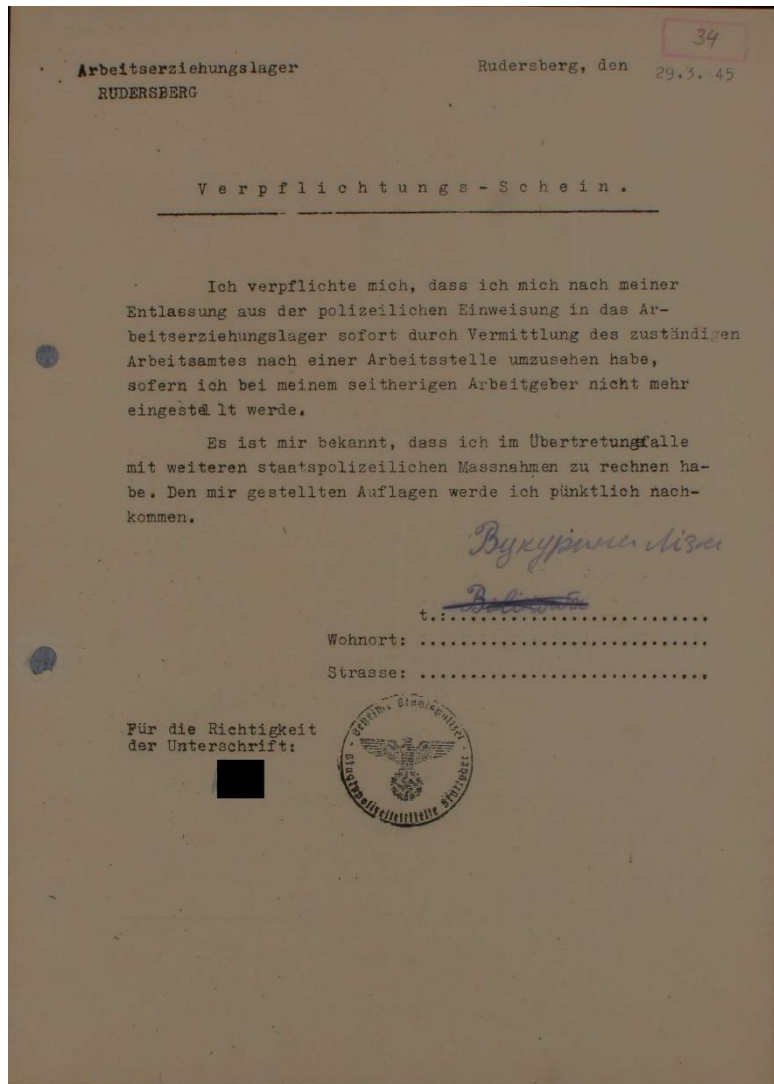 34
Arbeitserziehungslager
RUDERSBERG
Rudersberg, den 29.3. 45
Verpflichtungs-Schein.
Ich verpflichte mich, dass ich mich nach meiner
Entlassung aus der polizeilichen Einweisung in das Ar-
beitserziehungslager sofort durch Vermittlung des zuständigen
Arbeitsamtes nach einer Arbeitsstelle umzusehen habe,
sofern ich bei meinem seitherigen Arbeitgeber nicht mehr
eingestellt werde.
Es ist mir bekannt, dass ich im Übertretungsfalle
mit weiteren staatspolizeilichen Massnahmen zu rechnen ha-
be. Den mir gestellten Auflagen werde ich pünktlich nach-
kommen.
t.:
Wohnort:
Strasse:
Für die Richtigkeit
der Unterschrift:
Geheime Staatspolizei
Staatspolizeileitstelle Stuttgart